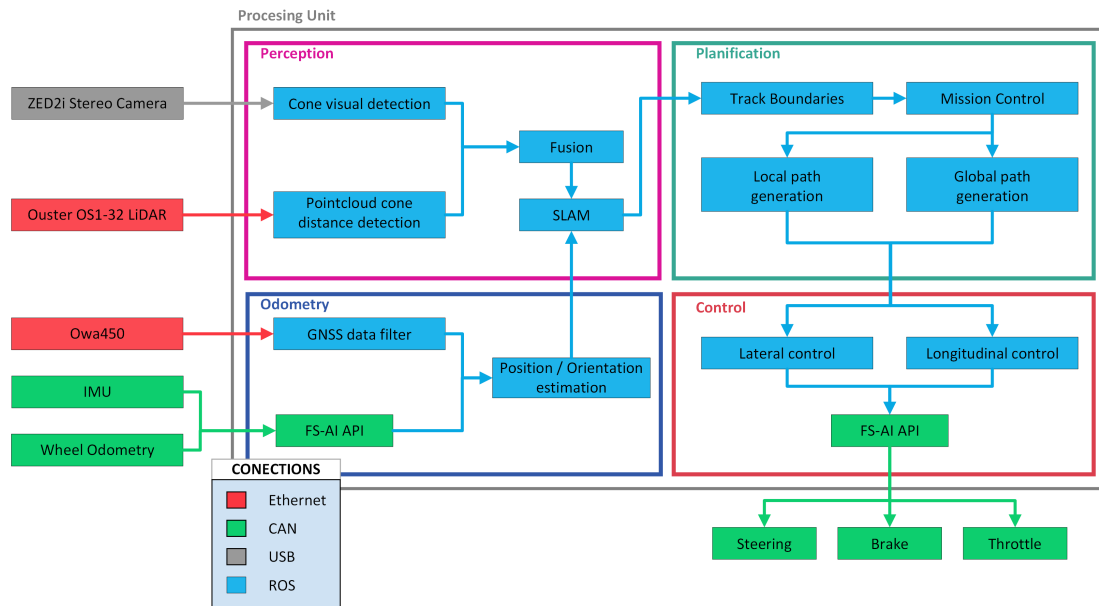 Procesing Unit
Perception
Planification
ZED2i Stereo Camera
Cone visual detection
Track Boundaries
Mission Control
Fusion
Local path
generation
Global path
generation
Ouster OS1-32 LiDAR
Pointcloud cone
distance detection
SLAM
Odometry
Control
Owa450
GNSS data filter
Lateral control
Longitudinal control
Position / Orientation
estimation
IMU
FS-AI API
FS-AI API
Wheel Odometry
CONECTIONS
Ethernet
CAN
USB
ROS
Steering
Brake
Throttle